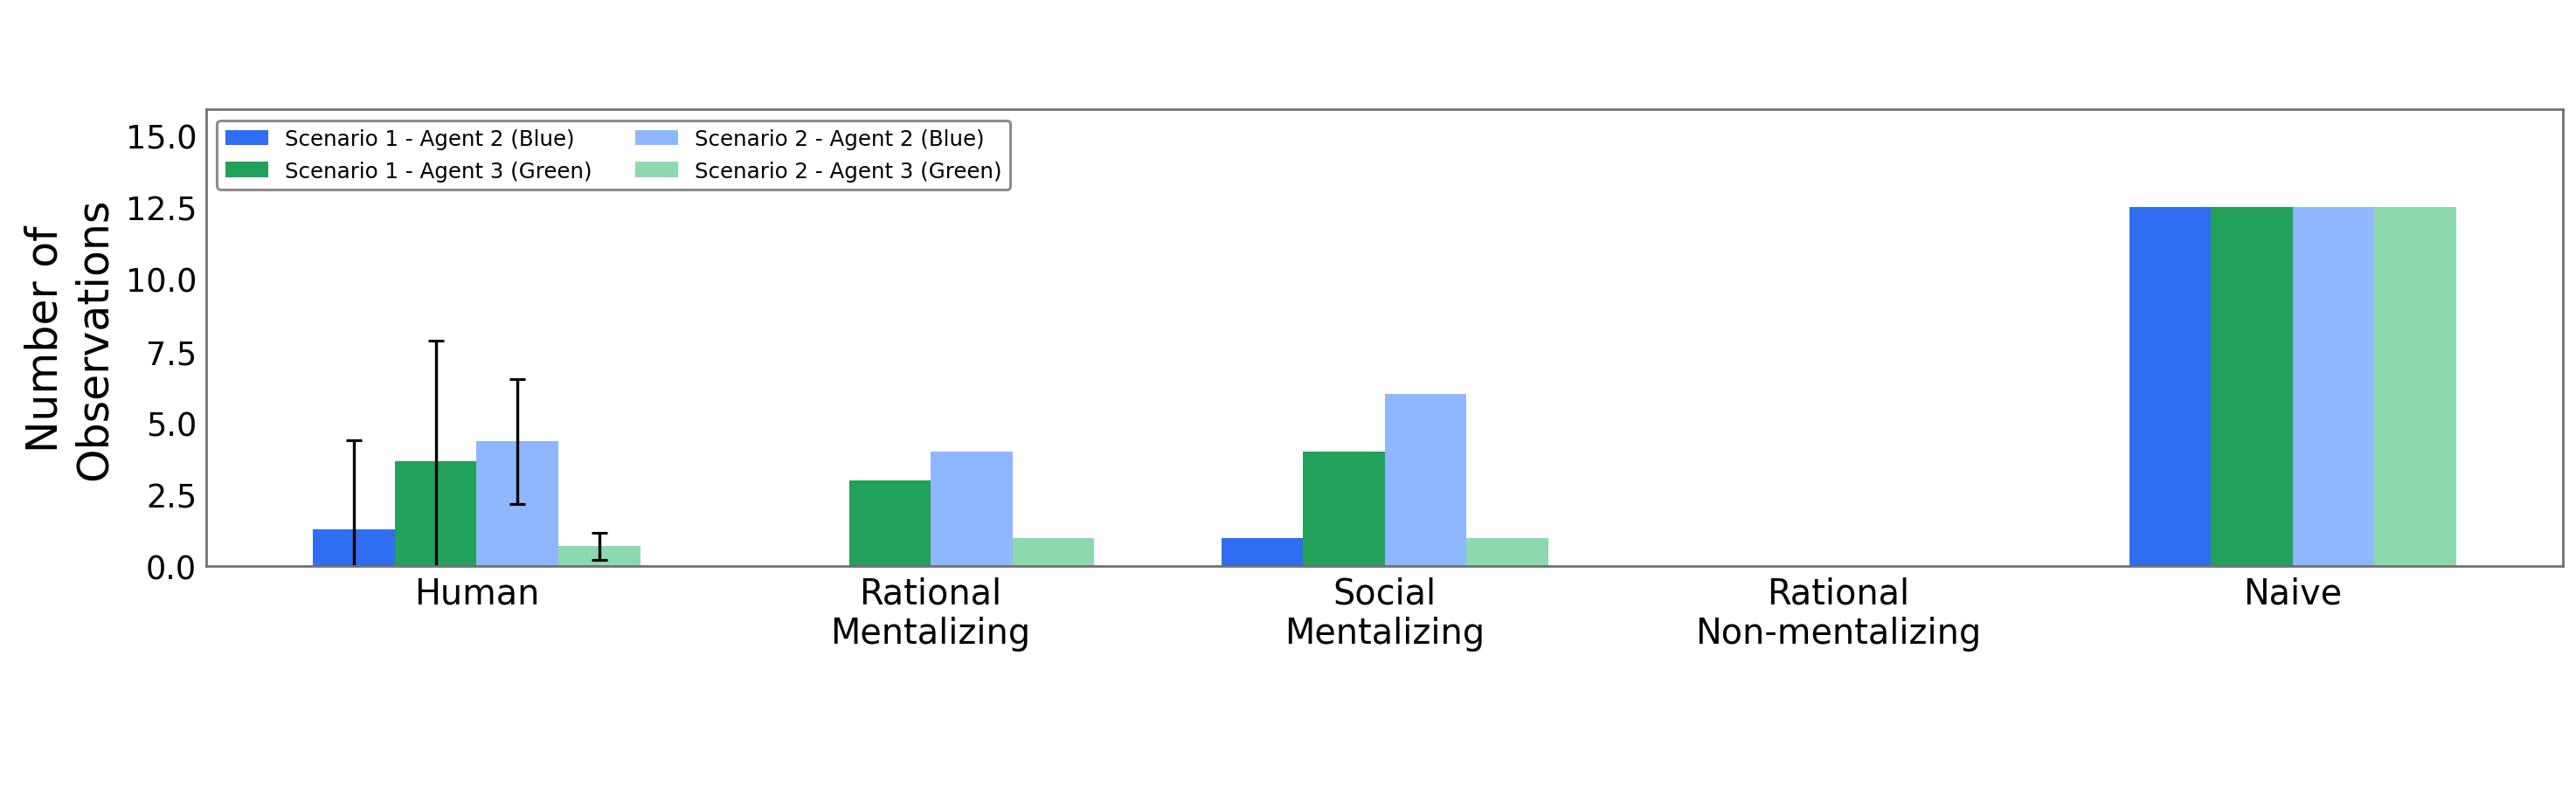 Number of
Observations
15.0
12.5
10.0
7.5
5.0
2.5
0.0
Scenario 1 - Agent 2 (Blue)
Scenario 1 - Agent 3 (Green)
Scenario 2 - Agent 2 (Blue)
Scenario 2 - Agent 3 (Green)
Human
Rational
Mentalizing
Social
Mentalizing
Rational
Non-mentalizing
Naive